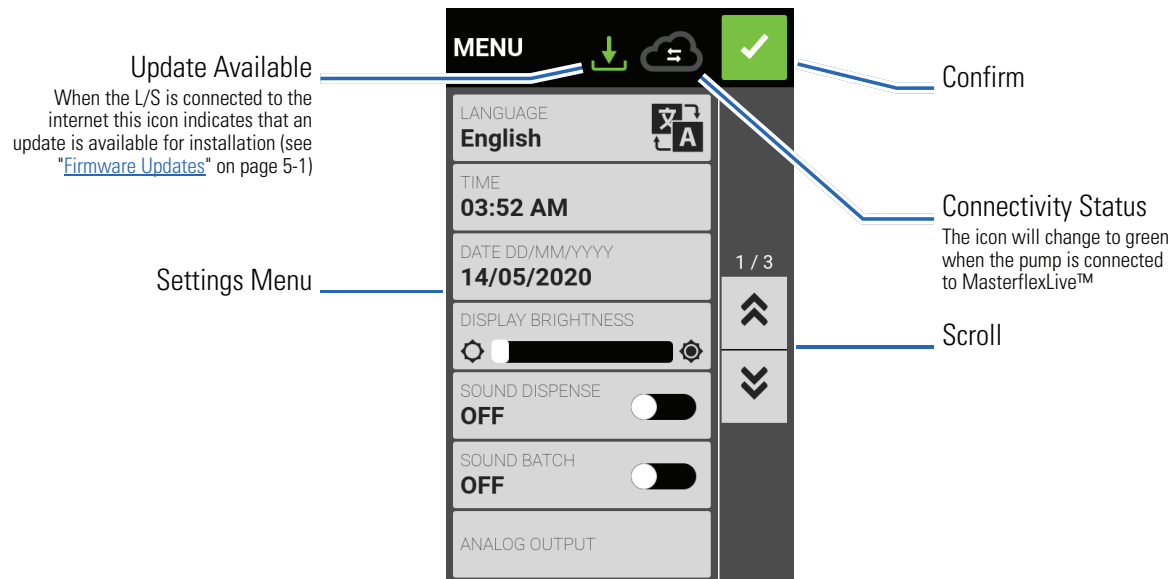 Update Available
When the L/S is connected to the
internet this icon indicates that an
update is available for installation (see
"Firmware Updates" on page 5-1)
Settings Menu
MENU
LANGUAGE
English
文
A
TIME
03:52 AM
DATE DD/MM/YYYY
14/05/2020
DISPLAY BRIGHTNESS
SOUND DISPENSE
OFF
SOUND BATCH
OFF
ANALOG OUTPUT
1 / 3
Confirm
Connectivity Status
The icon will change to green
when the pump is connected
to MasterflexLive™
Scroll